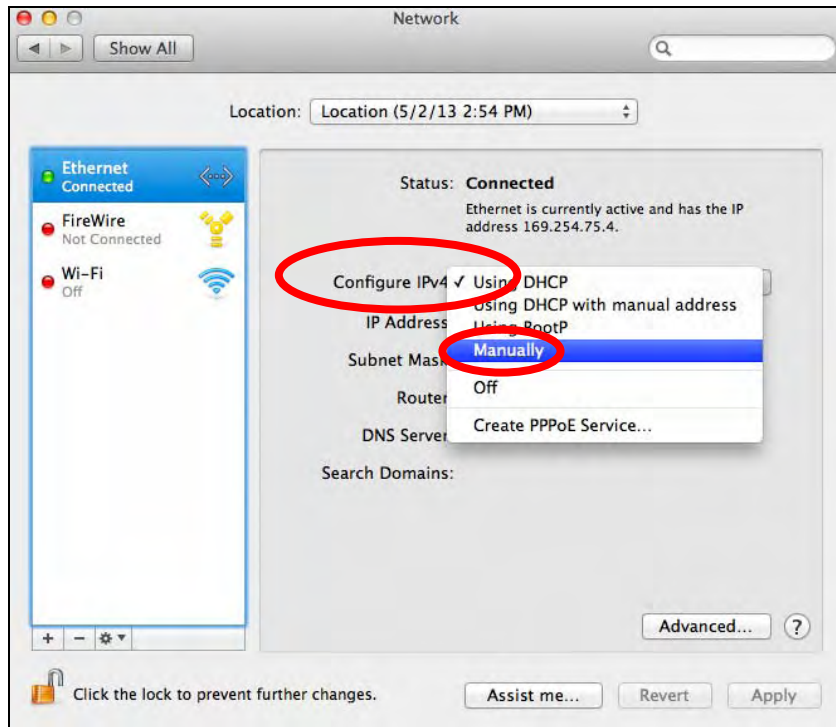 Network
Show All
Location: Location (5/2/13 2:54 PM)
Ethernet
Connected
FireWire
Not Connected
Wi-Fi
Off
Status: Connected
Ethernet is currently active and has the IP
address 169.254.75.4.
Configure IPv4 ✓ Using DHCP
Using DHCP with manual address
Using BootP
Manually
Off
Create PPPoE Service...
IP Address
Subnet Mask
Router
DNS Server
Search Domains:
Advanced... ?
+ −
Click the lock to prevent further changes.
Assist me... Revert Apply